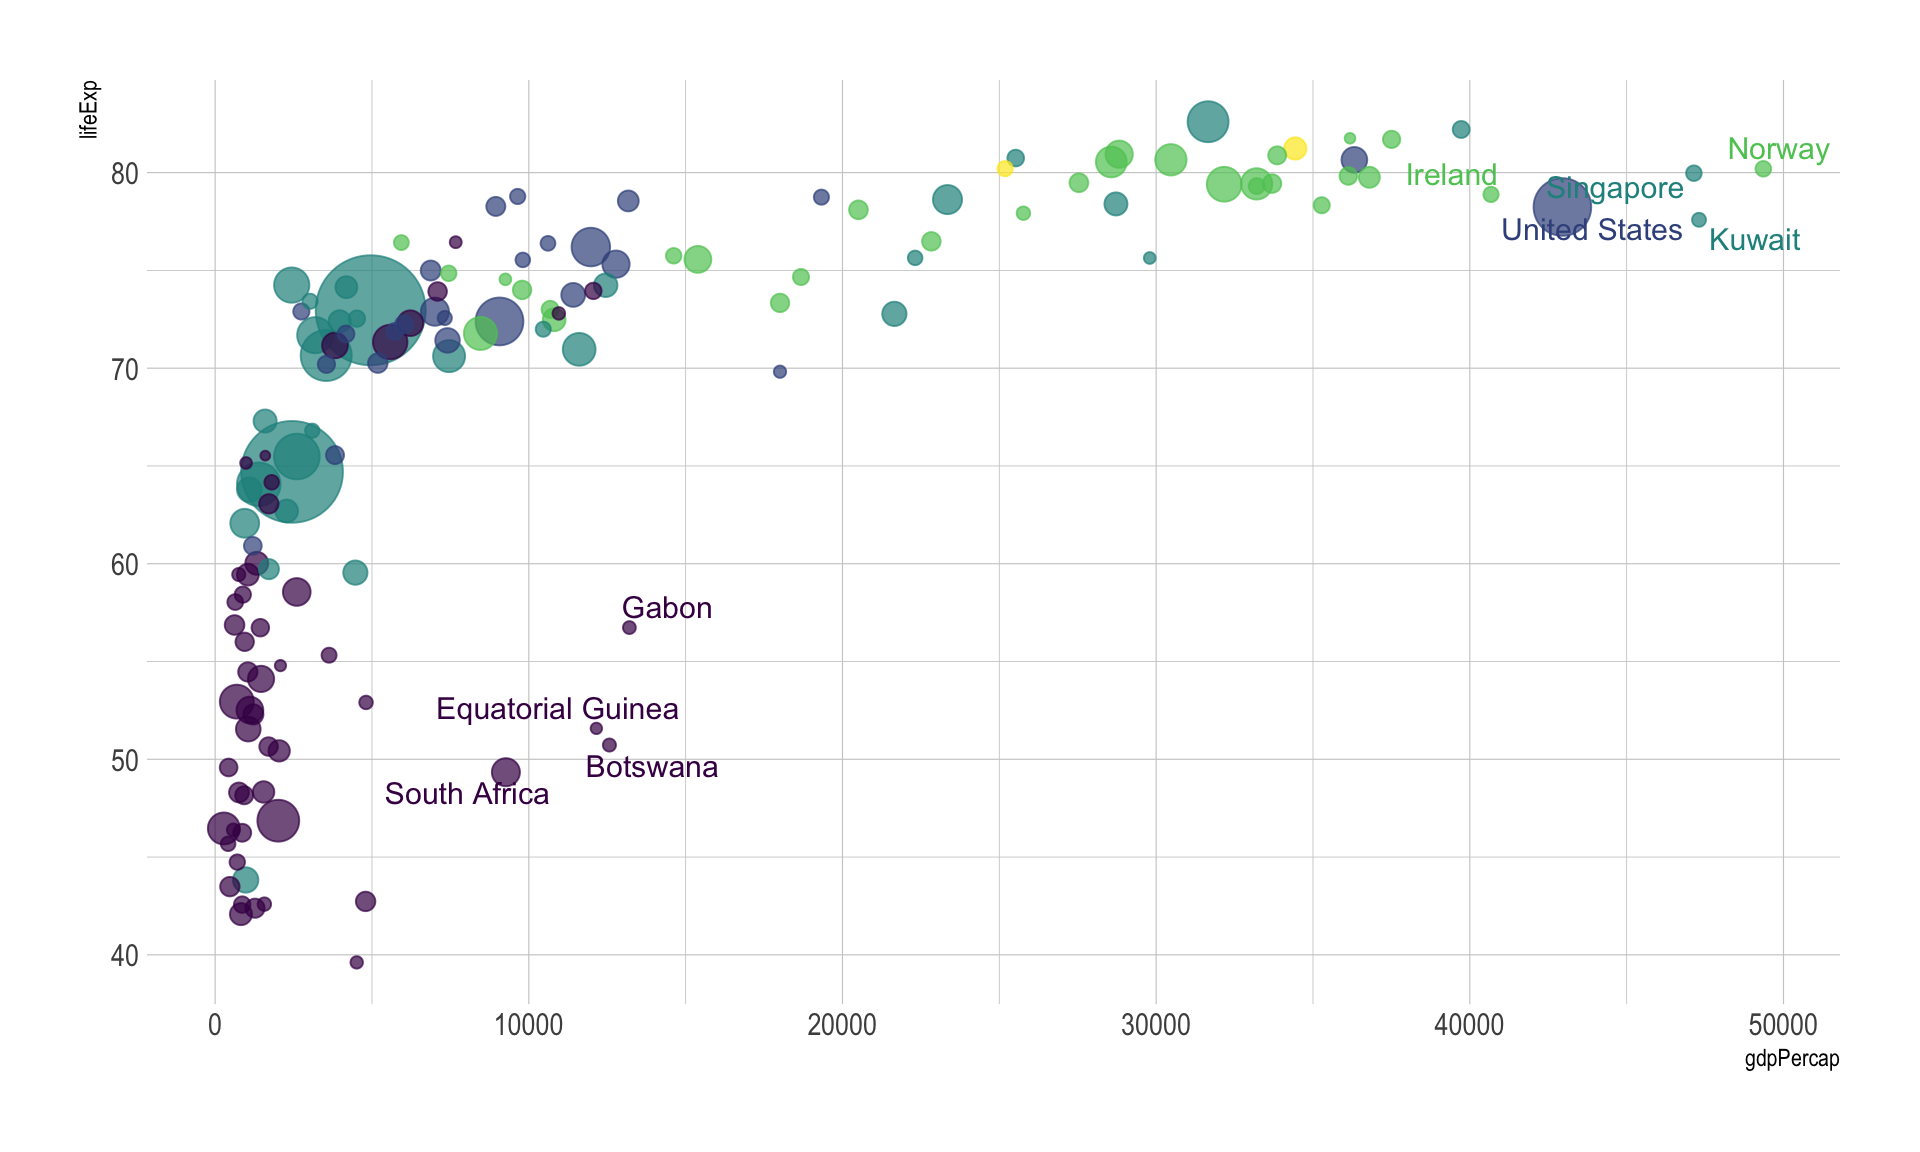 lifeExp
80
70
60
50
40
Norway
Ireland
Singapore
United States
Kuwait
Gabon
Equatorial Guinea
Botswana
South Africa
0
10000
20000
30000
40000
50000
gdpPercap